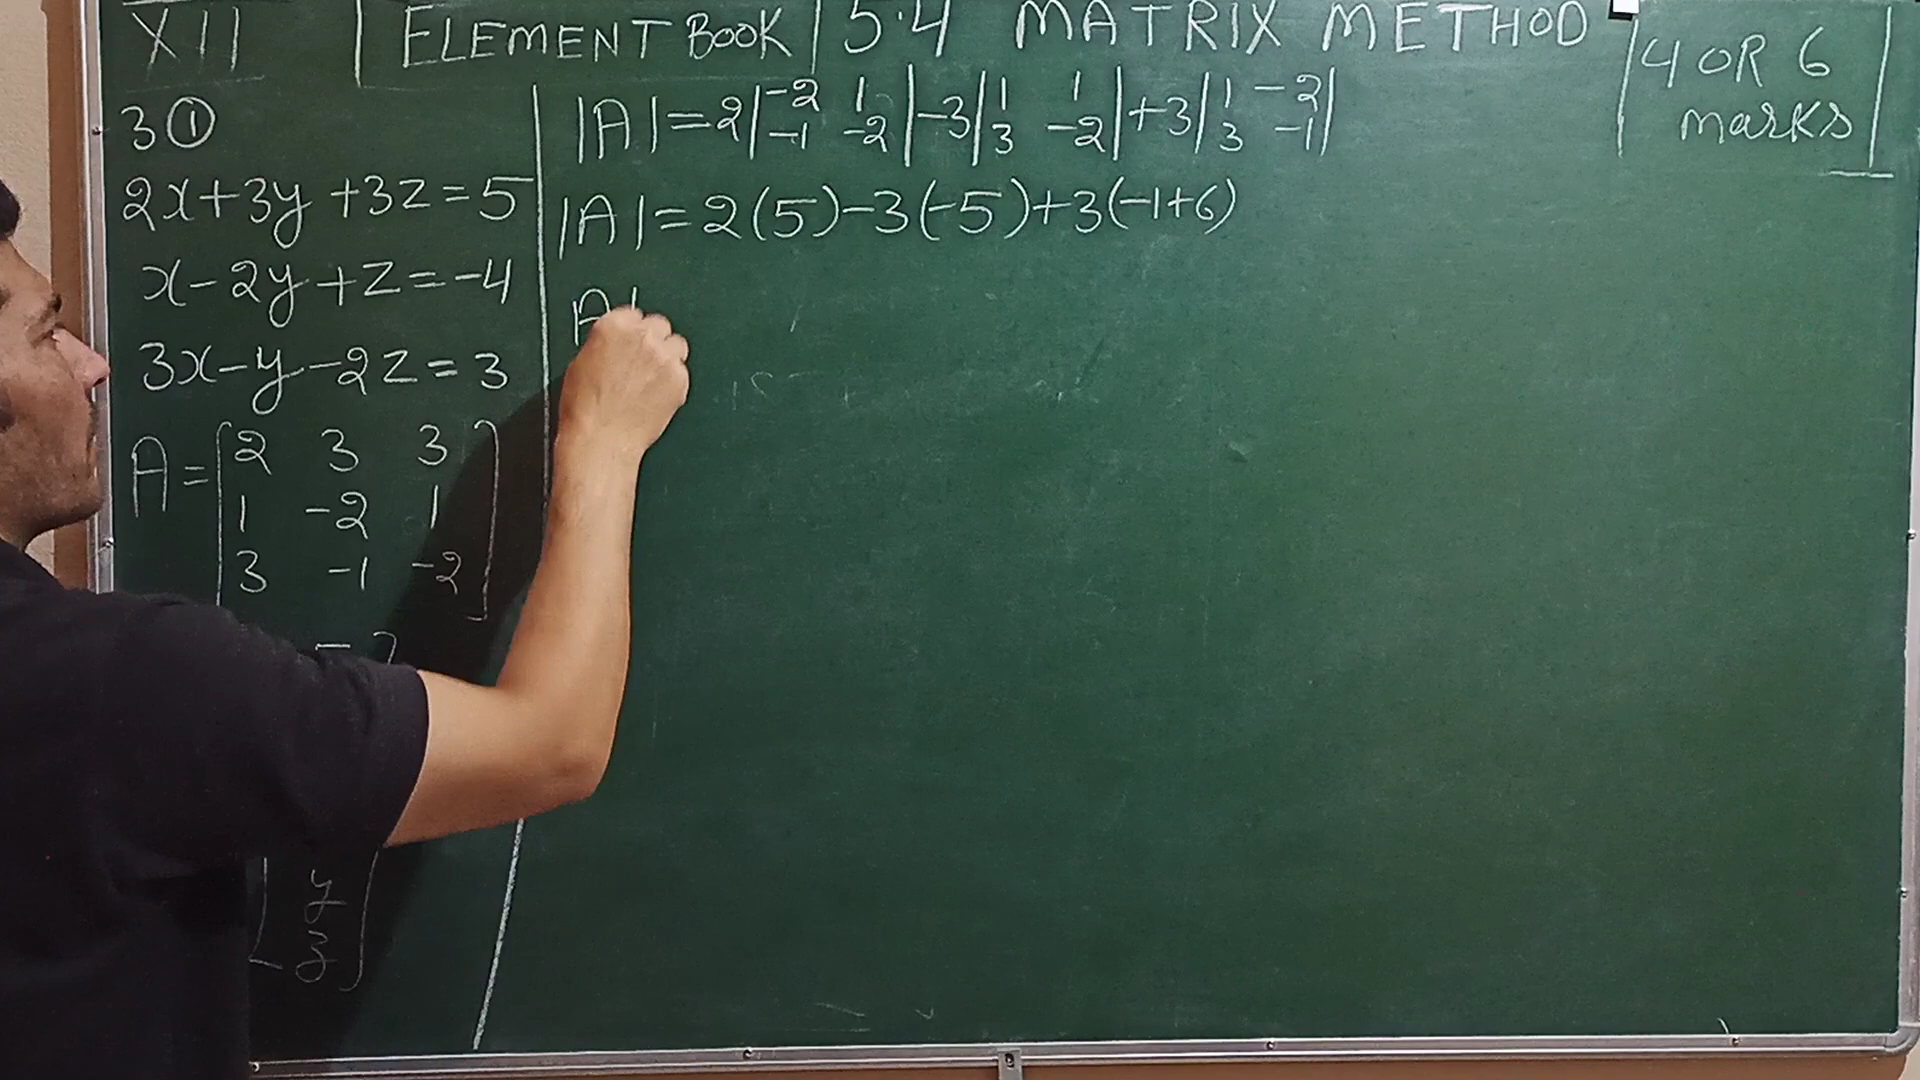 XII | ELEMENT BOOK | 5.4 MATRIX METHOD
4 OR 6
marks
3 ①
2x+3y+3z=5
x-2y+z=-4
3x-y-2z=3
A=[2 3 3
1 -2 1
3 -1 -2]
y
z
|A|=2|-2 1|-3|1 1|+3|1 -2|
-1 -2 3 -2 3 -1
|A|=2(5)-3(-5)+3(-1+6)
|A|